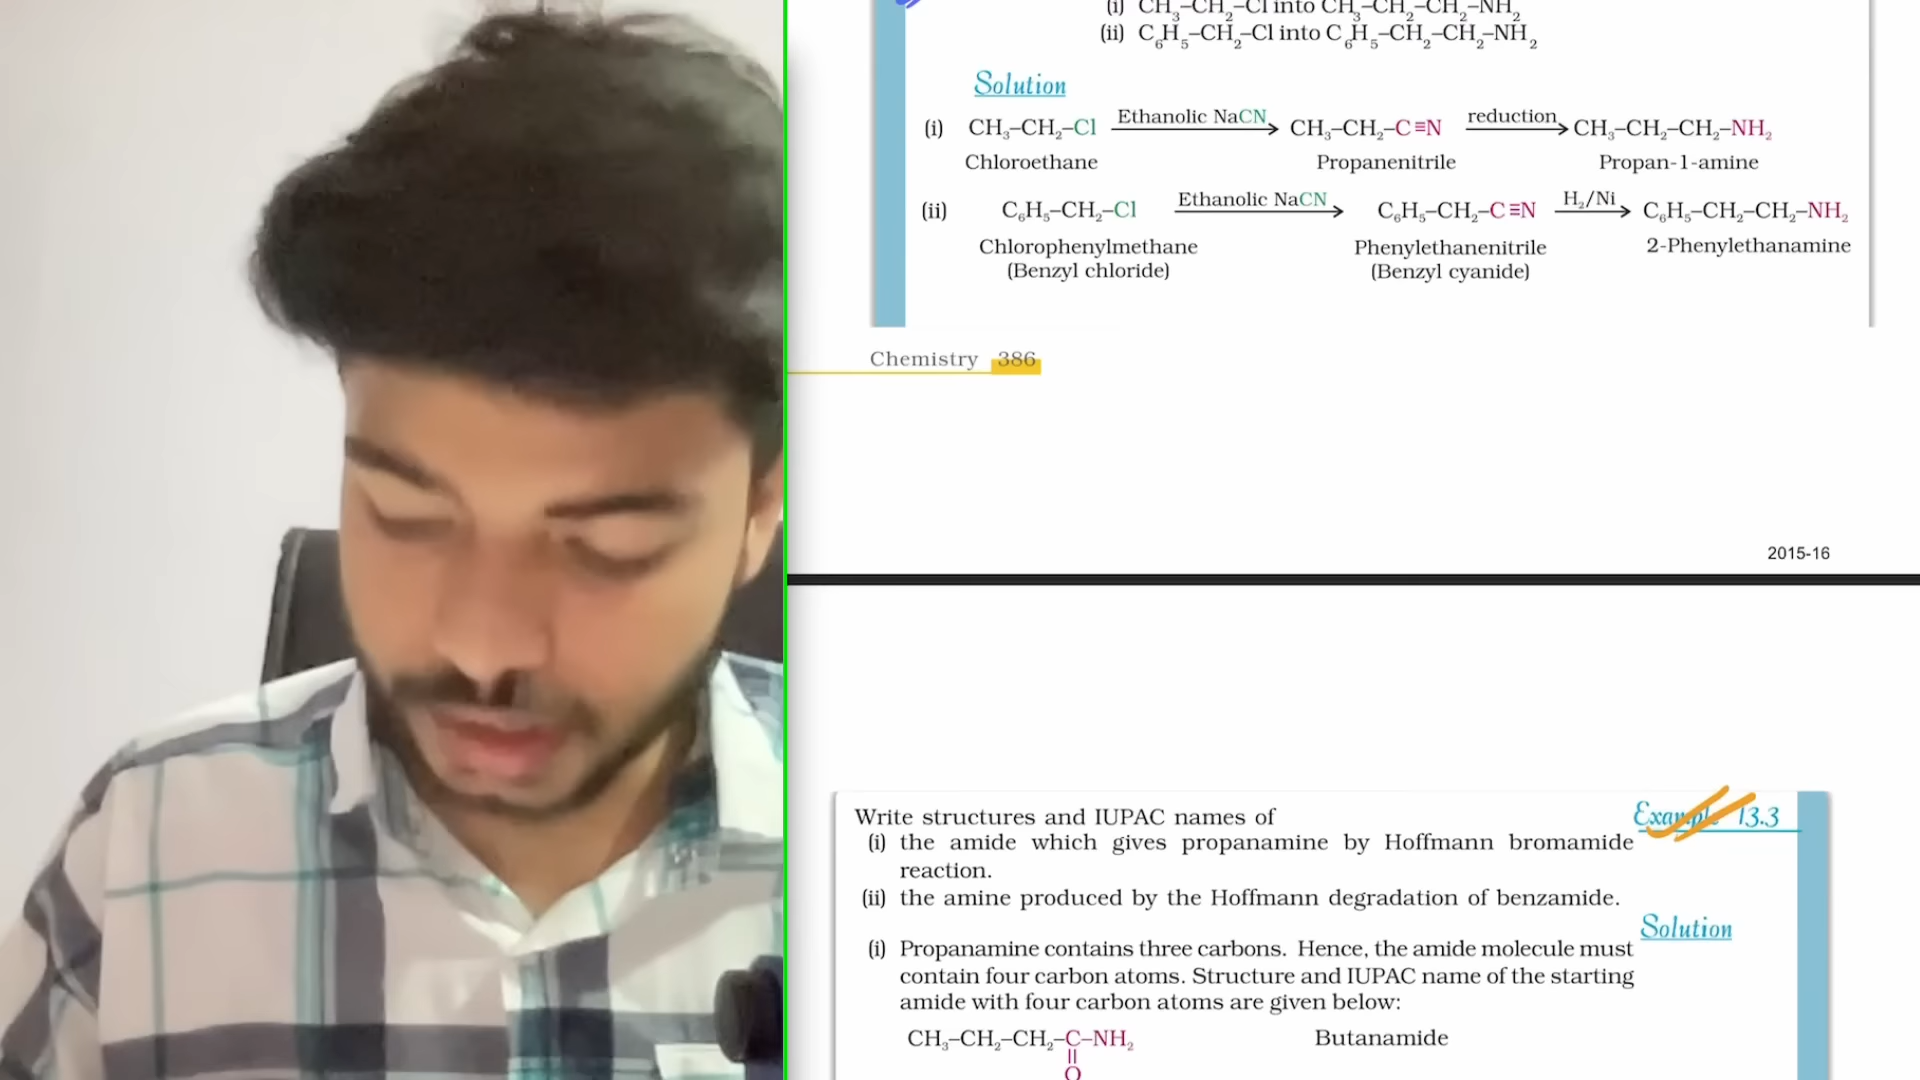 (i) CH₃–CH₂–Cl into CH₃–CH₂–CH₂–NH₂
(ii) C₆H₅–CH₂–Cl into C₆H₅–CH₂–CH₂–NH₂
Solution
(i) CH₃–CH₂–Cl Ethanolic NaCN → CH₃–CH₂–C≡N reduction → CH₃–CH₂–CH₂–NH₂
Chloroethane Propanenitrile Propan-1-amine
(ii) C₆H₅–CH₂–Cl Ethanolic NaCN → C₆H₅–CH₂–C≡N H₂/Ni → C₆H₅–CH₂–CH₂–NH₂
Chlorophenylmethane Phenylethanenitrile 2-Phenylethanamine
(Benzyl chloride) (Benzyl cyanide)
Chemistry 386
2015-16
Write structures and IUPAC names of
Example 13.3
(i) the amide which gives propanamine by Hoffmann bromamide
reaction.
(ii) the amine produced by the Hoffmann degradation of benzamide.
Solution
(i) Propanamine contains three carbons. Hence, the amide molecule must
contain four carbon atoms. Structure and IUPAC name of the starting
amide with four carbon atoms are given below:
CH₃–CH₂–CH₂–C–NH₂ Butanamide
||
O